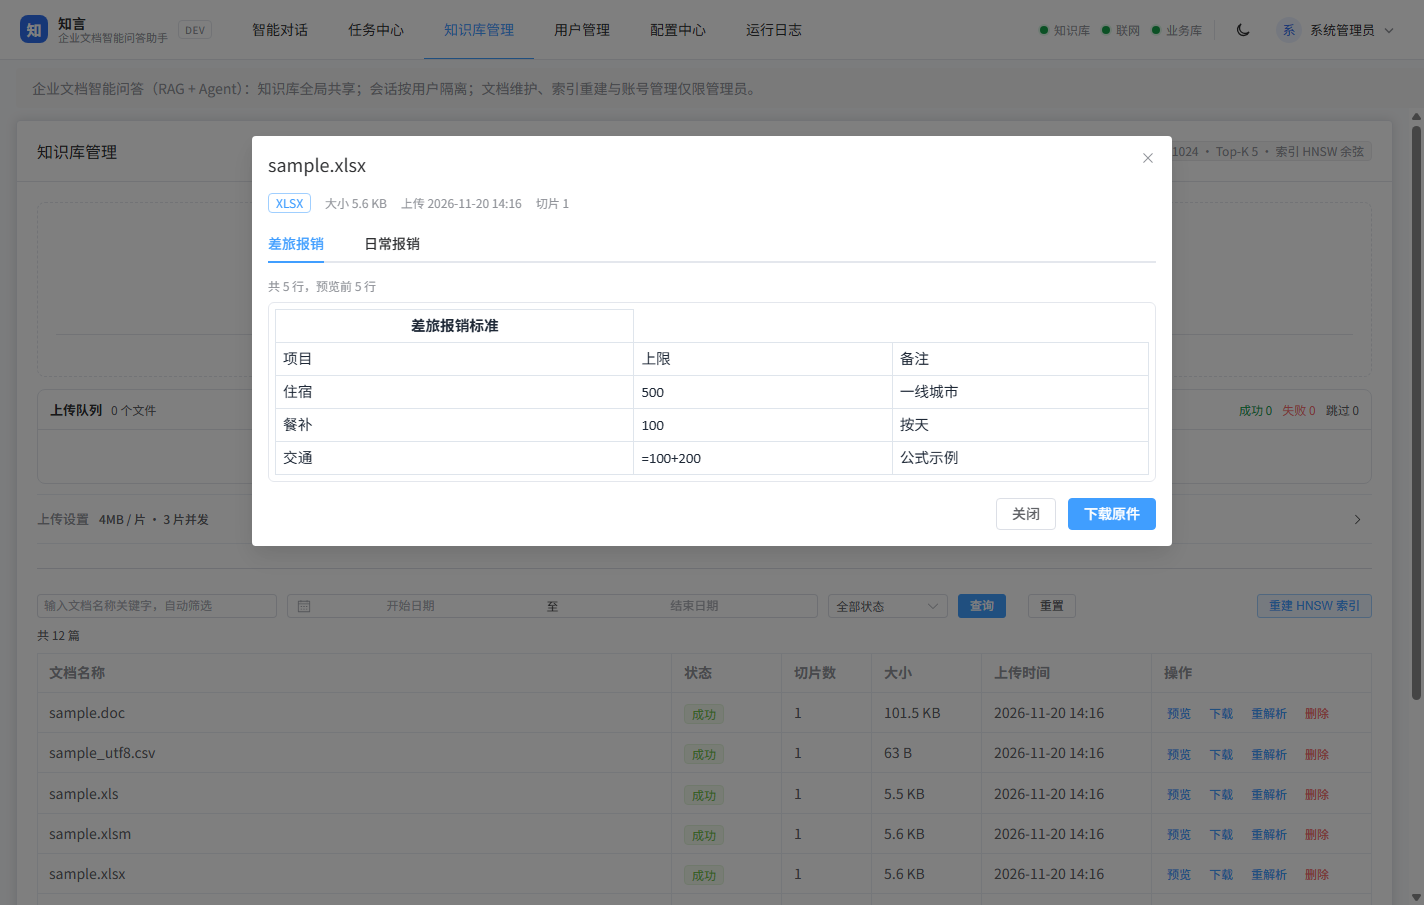 知
知言
企业文档智能问答助手
DEV
智能对话
任务中心
知识库管理
用户管理
配置中心
运行日志
知识库
联网
业务库
系
系统管理员
企业文档智能问答（RAG + Agent）：知识库全局共享；会话按用户隔离；文档维护、索引重建与账号管理仅限管理员。
知识库管理
1024 · Top-K 5 · 索引 HNSW 余弦
sample.xlsx
XLSX 大小 5.6 KB 上传 2026-11-20 14:16 切片 1
差旅报销 日常报销
共 5 行，预览前 5 行
差旅报销标准
项目 上限 备注
住宿 500 一线城市
餐补 100 按天
交通 =100+200 公式示例
关闭 下载原件
上传队列 0 个文件
成功 0 失败 0 跳过 0
上传设置 4MB / 片 · 3 片并发
输入文档名称关键字，自动筛选 开始日期 至 结束日期 全部状态 查询 重置 重建 HNSW 索引
共 12 篇
文档名称 状态 切片数 大小 上传时间 操作
sample.doc 成功 1 101.5 KB 2026-11-20 14:16 预览 下载 重解析 删除
sample_utf8.csv 成功 1 63 B 2026-11-20 14:16 预览 下载 重解析 删除
sample.xls 成功 1 5.5 KB 2026-11-20 14:16 预览 下载 重解析 删除
sample.xlsm 成功 1 5.6 KB 2026-11-20 14:16 预览 下载 重解析 删除
sample.xlsx 成功 1 5.6 KB 2026-11-20 14:16 预览 下载 重解析 删除